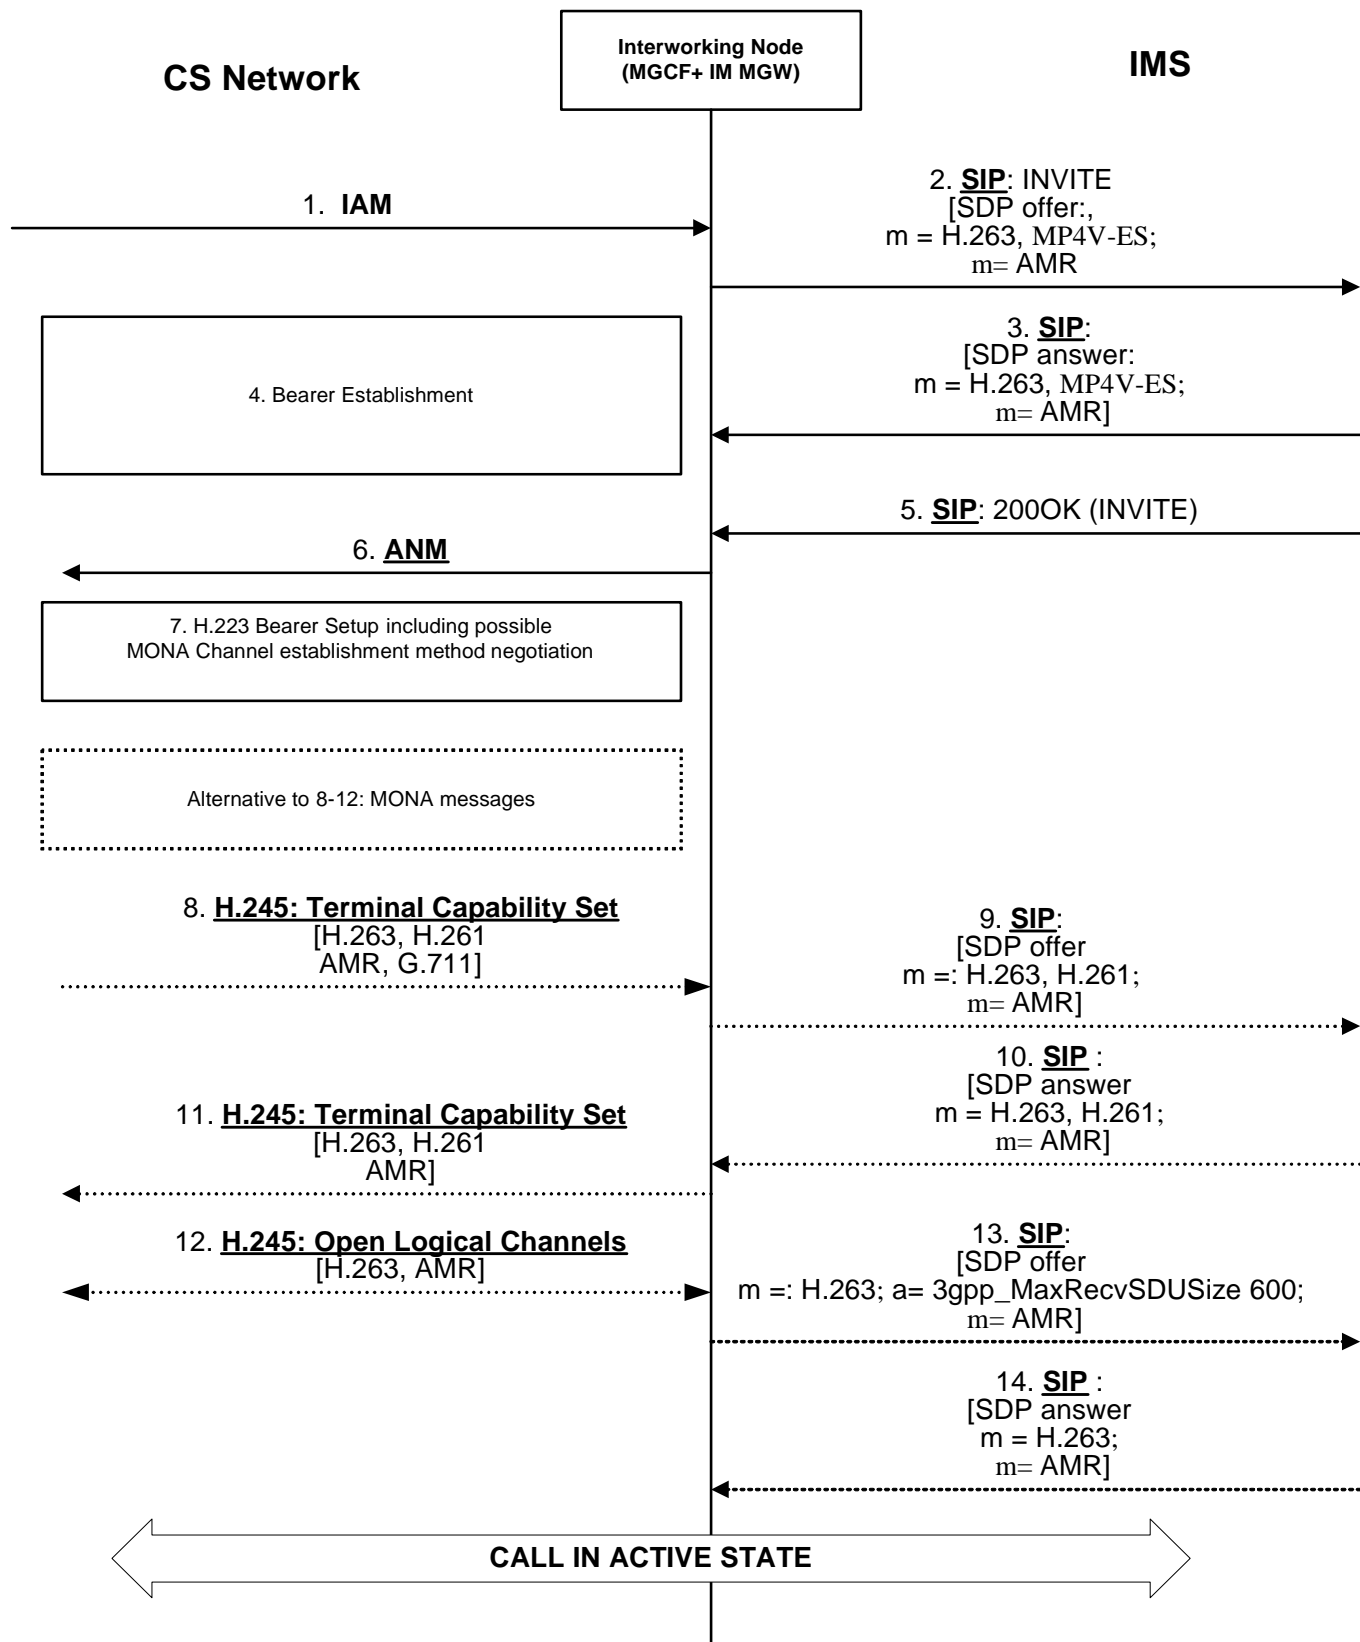 Interworking Node
(MGCF+ IM MGW)
CS Network
IMS
1. IAM
2. SIP: INVITE
[SDP offer:,
m = H.263, MP4V-ES;
m= AMR
3. SIP:
[SDP answer:
m = H.263, MP4V-ES;
m= AMR]
4. Bearer Establishment
5. SIP: 200OK (INVITE)
6. ANM
7. H.223 Bearer Setup including possible
MONA Channel establishment method negotiation
Alternative to 8-12: MONA messages
8. H.245: Terminal Capability Set
[H.263, H.261
AMR, G.711]
9. SIP:
[SDP offer
m =: H.263, H.261;
m= AMR]
10. SIP :
[SDP answer
m = H.263, H.261;
m= AMR]
11. H.245: Terminal Capability Set
[H.263, H.261
AMR]
12. H.245: Open Logical Channels
[H.263, AMR]
13. SIP:
[SDP offer
m =: H.263; a= 3gpp_MaxRecvSDUSize 600;
m= AMR]
14. SIP :
[SDP answer
m = H.263;
m= AMR]
CALL IN ACTIVE STATE